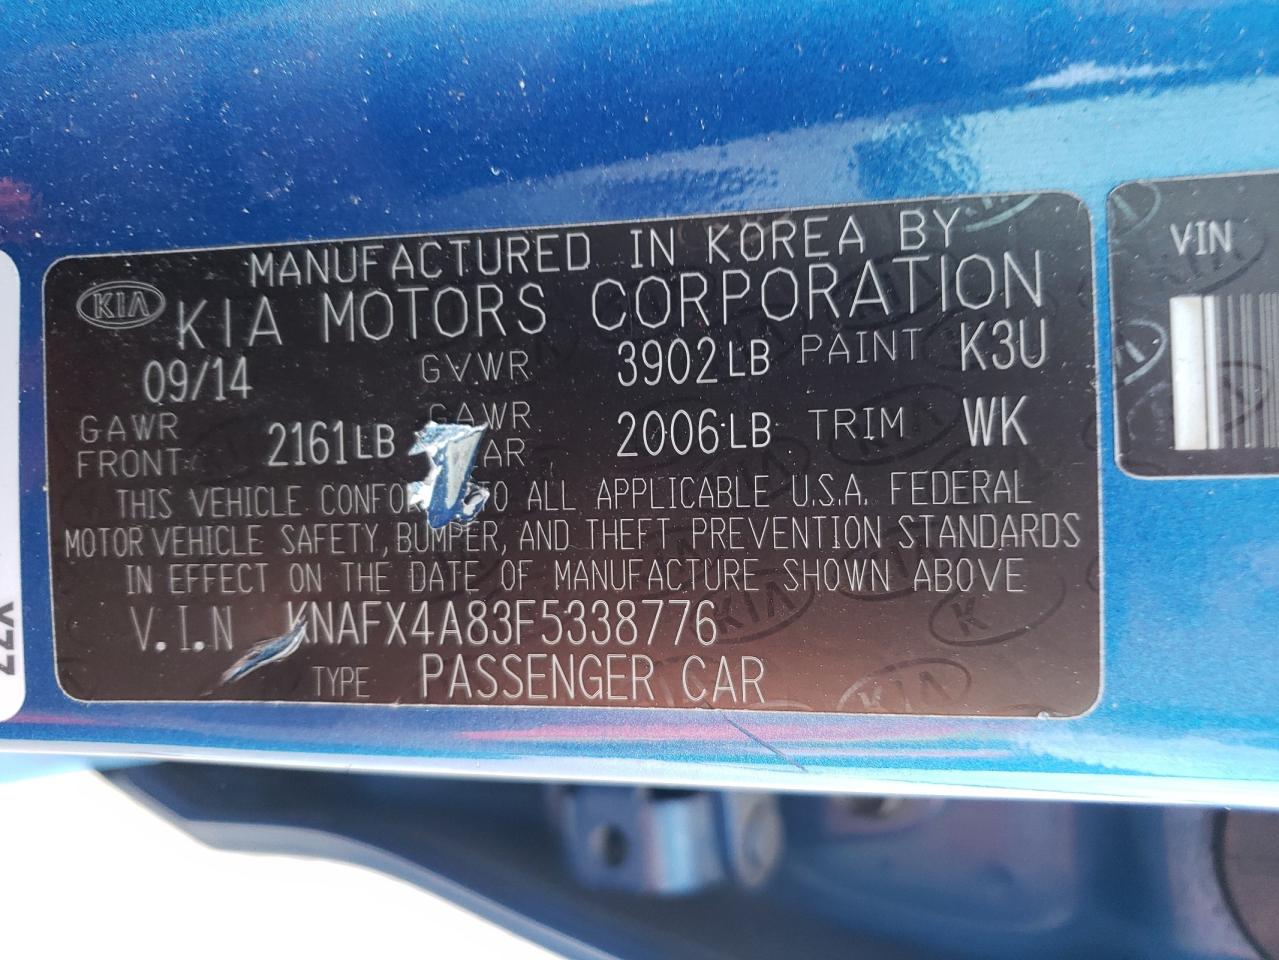 MANUFACTURED IN KOREA BY
KIA KIA MOTORS CORPORATION
09/14 GVWR 3902LB PAINT K3U
GAWR FRONT 2161LB GAWR 2006LB TRIM WK
THIS VEHICLE TO ALL APPLICABLE U.S.A. FEDERAL
MOTOR VEHICLE SAFETY, BUMPER, AND THEFT PREVENTION STANDARDS
IN EFFECT ON THE DATE OF MANUFACTURE SHOWN ABOVE
V.I.N KNAFX4A83F5338776
TYPE PASSENGER CAR
VIN